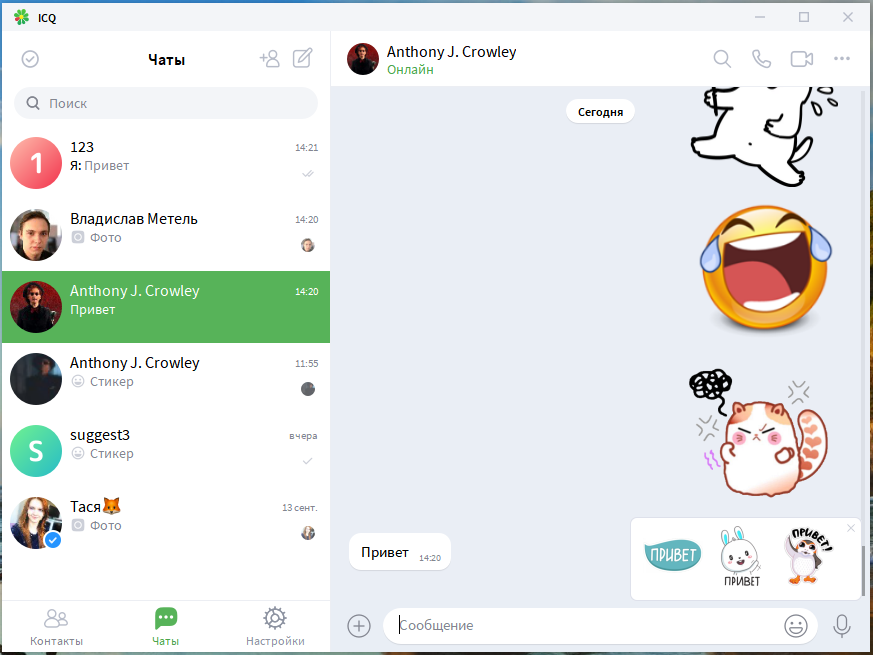 ICQ
Чаты
Поиск
123
14:21
Я: Привет
Владислав Метель
14:20
Фото
Anthony J. Crowley
14:20
Привет
Anthony J. Crowley
11:55
Стикер
suggest3
вчера
Стикер
Тася🦊
13 сент.
Фото
Контакты
Чаты
Настройки
1
S
Anthony J. Crowley
Онлайн
Сегодня
Привет 14:20
ПРИВЕТ
ПРИВЕТ
ПРИВЕТ!
Сообщение